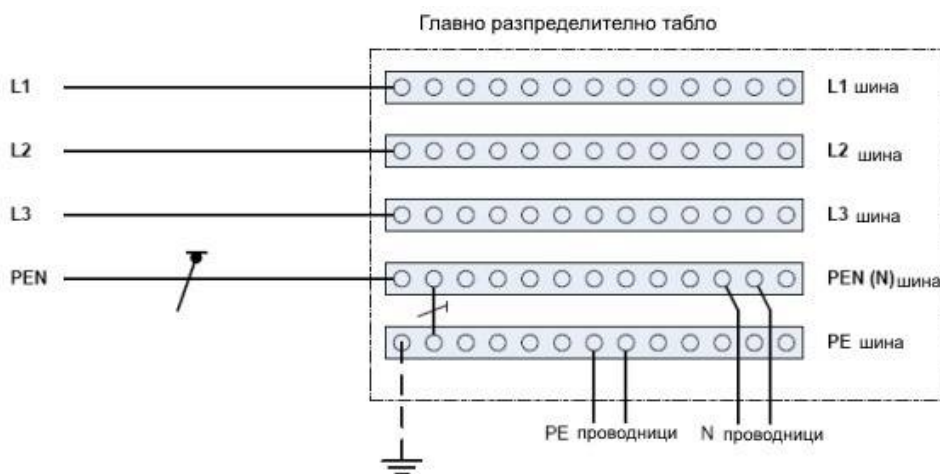 Главно разпределително табло
L1
L1 шина
L2
L2 шина
L3
L3 шина
PEN
PEN (N) шина
PE шина
PE проводници
N проводници